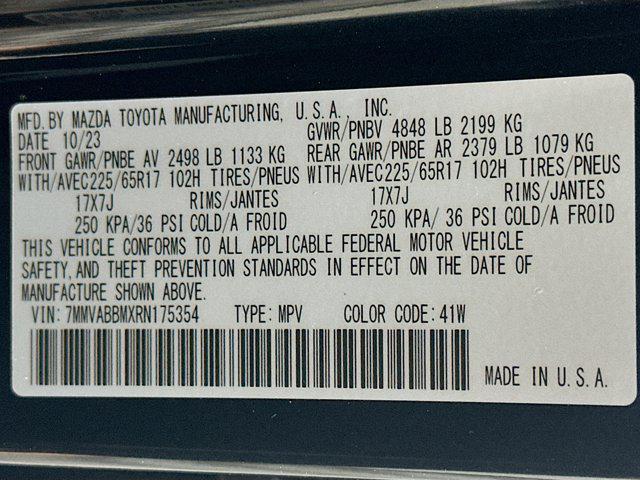 MFD. BY MAZDA TOYOTA MANUFACTURING, U.S.A., INC.
DATE 10/23 GVWR/PNBV 4848 LB 2199 KG
FRONT GAWR/PNBE AV 2498 LB 1133 KG REAR GAWR/PNBE AR 2379 LB 1079 KG
WITH/AVEC 225/65R17 102H TIRES/PNEUS WITH/AVEC 225/65R17 102H TIRES/PNEUS
17X7J RIMS/JANTES 17X7J RIMS/JANTES
250 KPA/36 PSI COLD/A FROID 250 KPA/ 36 PSI COLD/A FROID
THIS VEHICLE CONFORMS TO ALL APPLICABLE FEDERAL MOTOR VEHICLE
SAFETY, AND THEFT PREVENTION STANDARDS IN EFFECT ON THE DATE OF
MANUFACTURE SHOWN ABOVE.
VIN: 7MMVABBMXRN175354 TYPE: MPV COLOR CODE: 41W
MADE IN U.S.A.